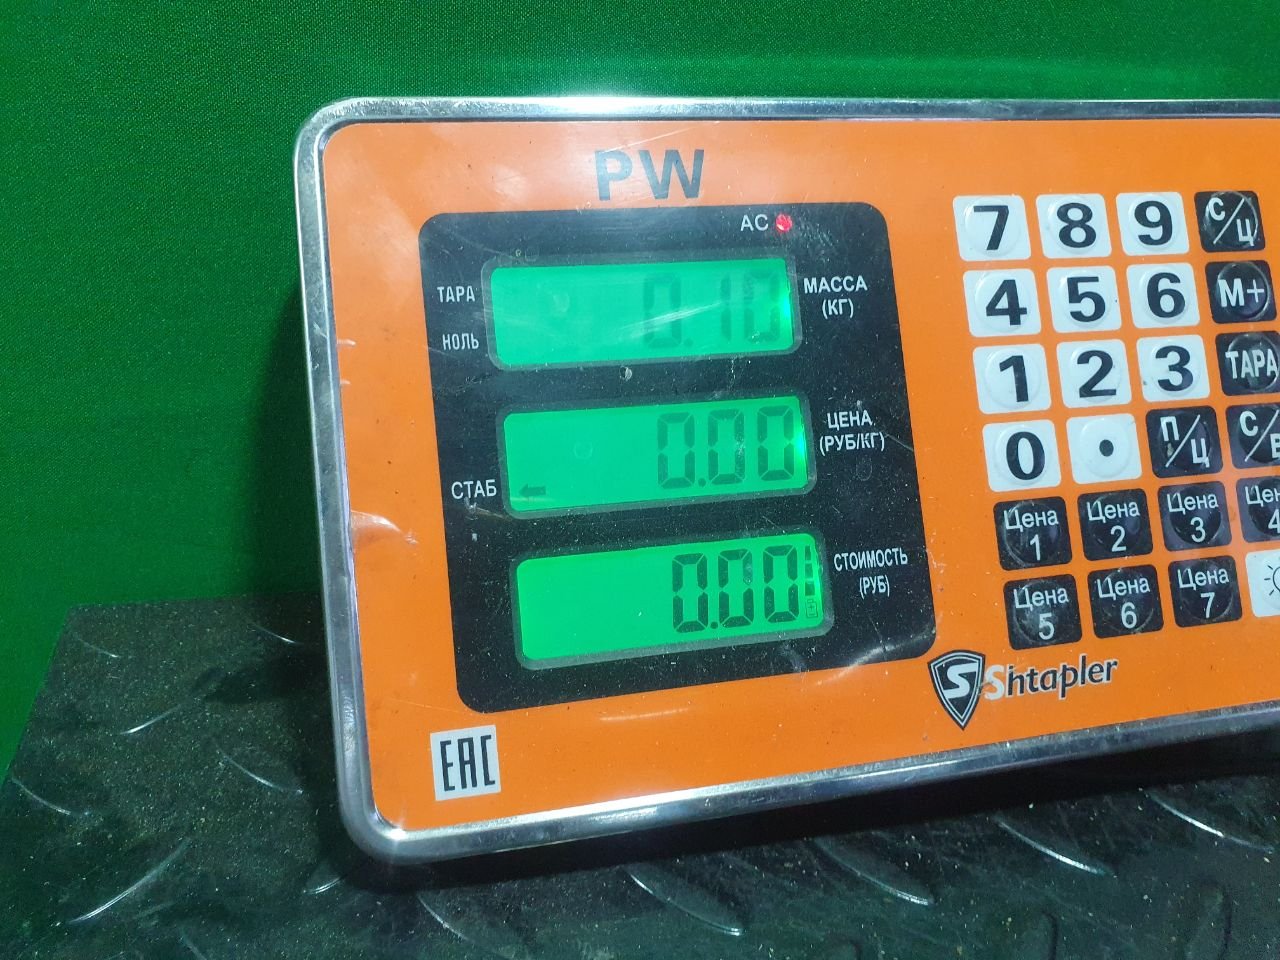 PW
AC
ТАРА
НОЛЬ
0.10
МАССА
(КГ)
0.00
ЦЕНА
(РУБ/КГ)
СТАБ
0.00
СТОИМОСТЬ
(РУБ)
7 8 9 С/Ц
4 5 6 М+
1 2 3 ТАРА
0 . П/Ц
Цена 1 Цена 2 Цена 3
Цена 5 Цена 6 Цена 7
S Shtapler
EAC